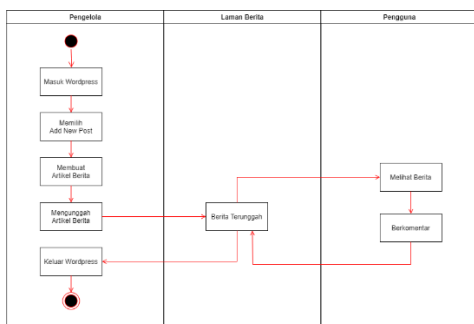 Pengelola
Laman Berita
Pengguna
Masuk Wordpress
Memilih
Add New Post
Membuat
Artikel Berita
Mengunggah
Artikel Berita
Berita Terunggah
Melihat Berita
Berkomentar
Keluar Wordpress